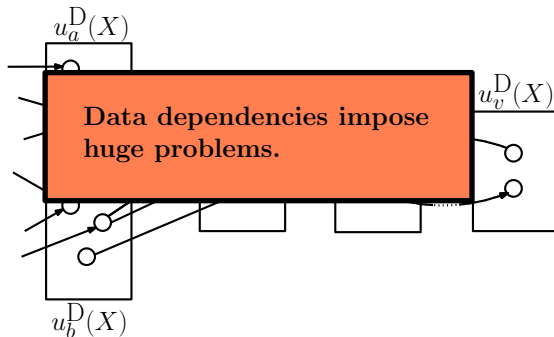 u_a^D(X)
u_v^D(X)
Data dependencies impose
huge problems.
u_b^D(X)